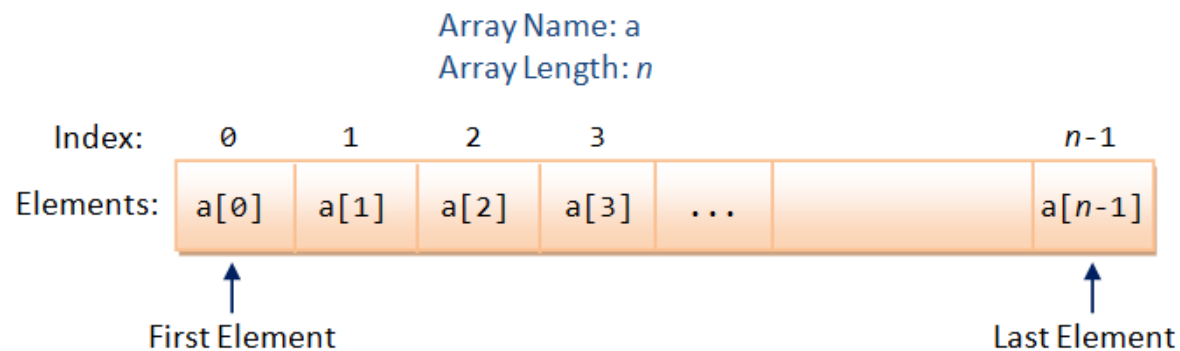 Array Name: a
Array Length: n
Index: 0 1 2 3 n-1
Elements: a[0] a[1] a[2] a[3] ... a[n-1]
First Element Last Element